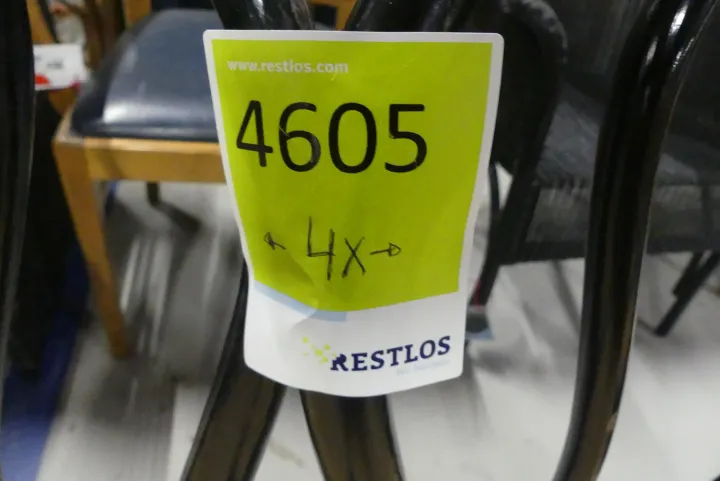 www.restlos.com
4605
← 4X →
RESTLOS